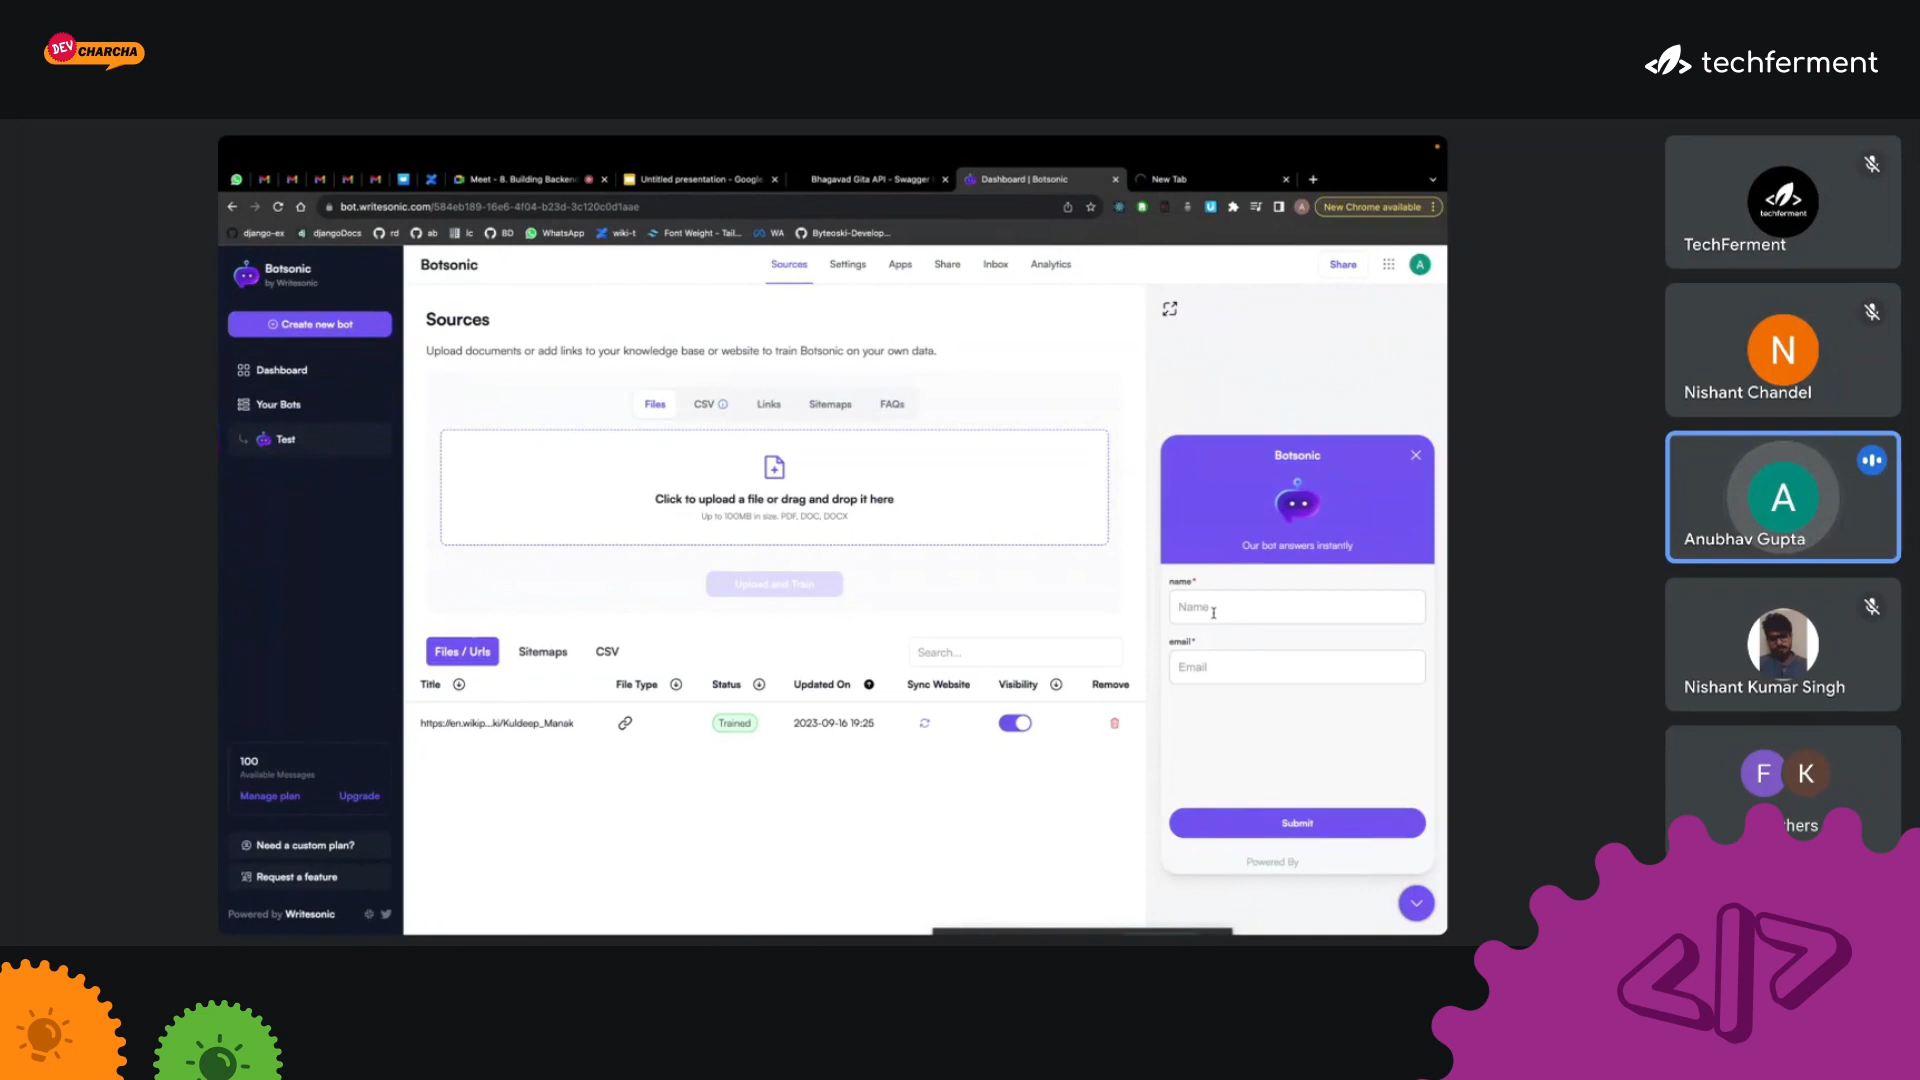 DEV CHARCHA
techferment
Meet - 8. Building Backen
Untitled presentation - Google
Bhagavad Gita API - Swagger
Dashboard | Botsonic
New Tab
bot.writesonic.com/584eb189-16e6-4f04-b23d-3c120c0d1aae
New Chrome available
django-ex
djangoDocs
rd
ab
lc
BD
WhatsApp
wiki-t
Font Weight - Tail...
WA
Byteoski-Develop...
Botsonic
by Writesonic
Create new bot
Dashboard
Your Bots
Test
100
Available Messages
Manage plan
Upgrade
Need a custom plan?
Request a feature
Powered by Writesonic
Botsonic
Sources
Settings
Apps
Share
Inbox
Analytics
Share
A
Sources
Upload documents or add links to your knowledge base or website to train Botsonic on your own data.
Files
CSV
Links
Sitemaps
FAQs
Click to upload a file or drag and drop it here
Up to 100MB in size. PDF, DOC, DOCX
Upload and Train
Files / Urls
Sitemaps
CSV
Search...
Title
File Type
Status
Updated On
Sync Website
Visibility
Remove
https://en.wikip...ki/Kuldeep_Manak
Trained
2023-09-16 19:25
Botsonic
Our bot answers instantly
name*
Name
email*
Email
Submit
Powered By
techferment
TechFerment
N
Nishant Chandel
A
Anubhav Gupta
Nishant Kumar Singh
F
K
hers